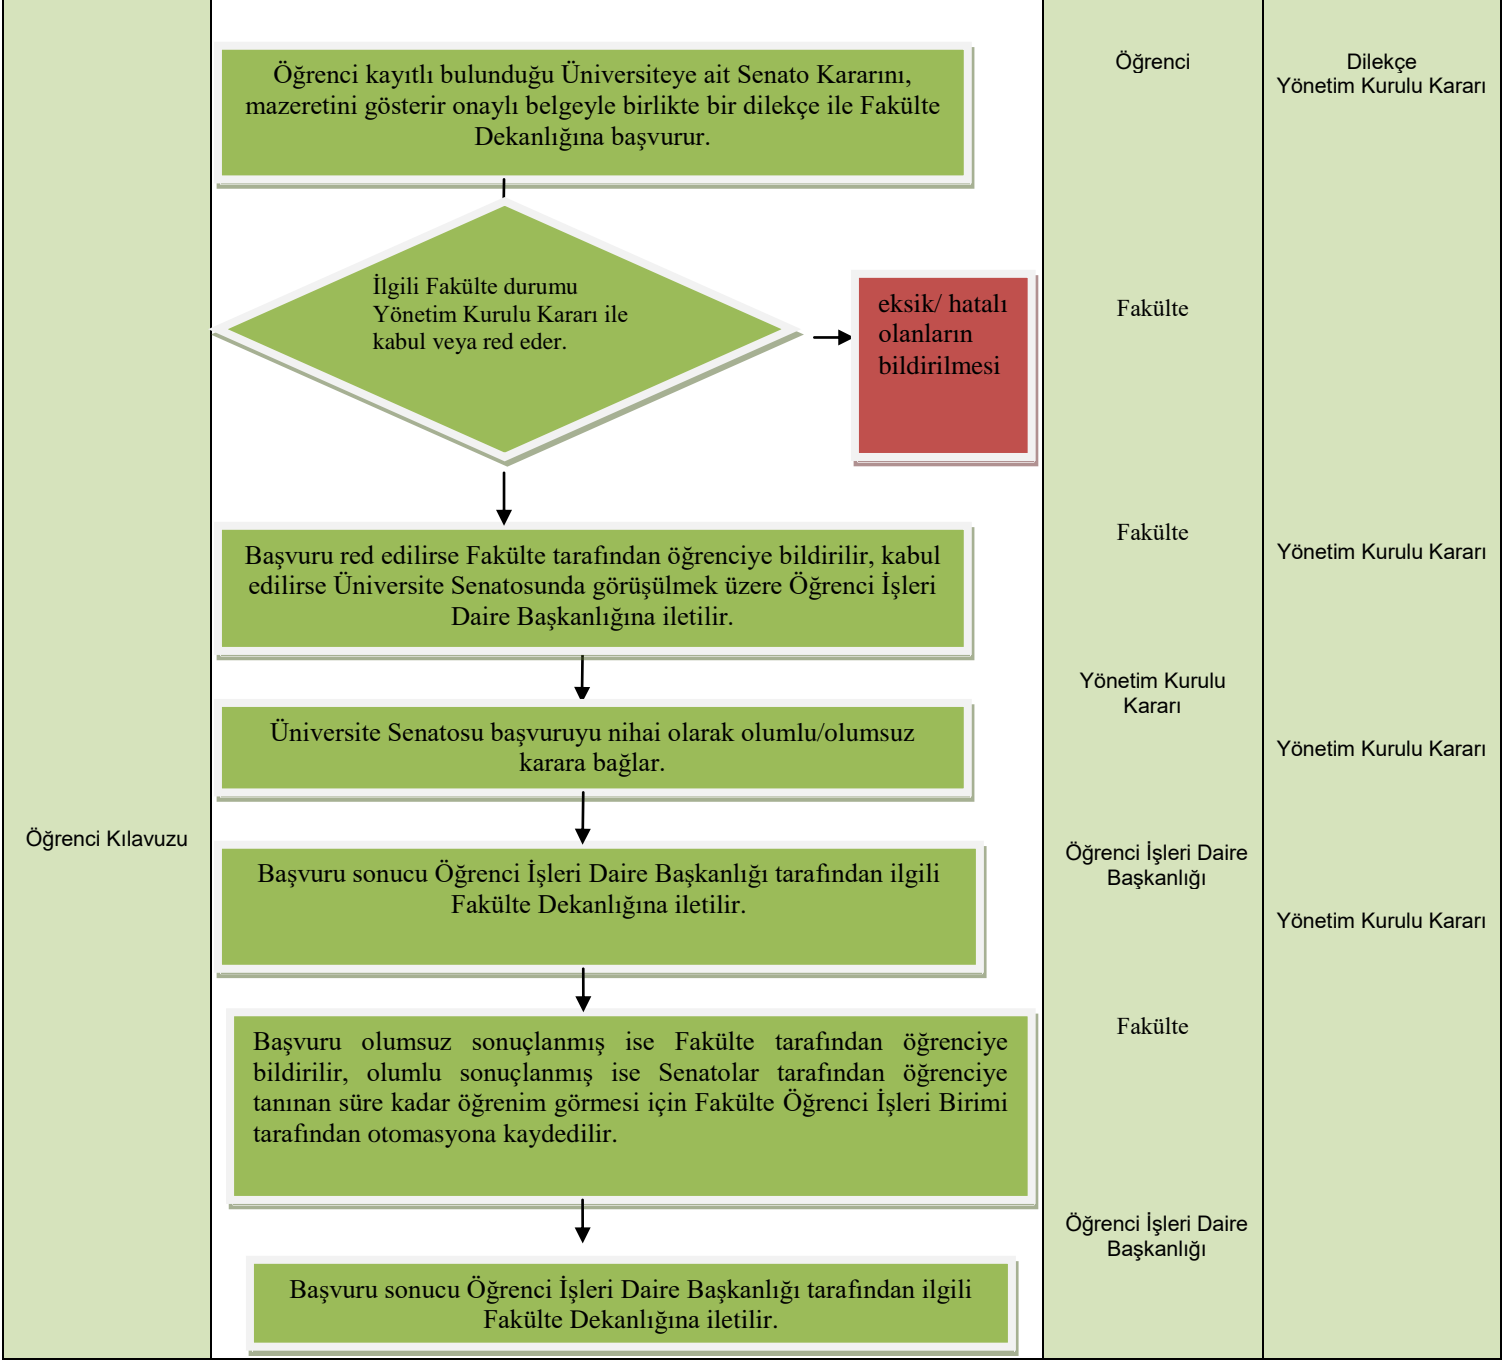 Öğrenci Kılavuzu
Öğrenci kayıtlı bulunduğu Üniversiteye ait Senato Kararını,
mazeretini gösterir onaylı belgeyle birlikte bir dilekçe ile Fakülte
Dekanlığına başvurur.
Öğrenci
Dilekçe
Yönetim Kurulu Kararı
İlgili Fakülte durumu
Yönetim Kurulu Kararı ile
kabul veya red eder.
eksik/ hatalı
olanların
bildirilmesi
Fakülte
Başvuru red edilirse Fakülte tarafından öğrenciye bildirilir, kabul
edilirse Üniversite Senatosunda görüşülmek üzere Öğrenci İşleri
Daire Başkanlığına iletilir.
Fakülte
Yönetim Kurulu Kararı
Üniversite Senatosu başvuruyu nihai olarak olumlu/olumsuz
karara bağlar.
Yönetim Kurulu
Kararı
Yönetim Kurulu Kararı
Başvuru sonucu Öğrenci İşleri Daire Başkanlığı tarafından ilgili
Fakülte Dekanlığına iletilir.
Öğrenci İşleri Daire
Başkanlığı
Yönetim Kurulu Kararı
Başvuru olumsuz sonuçlanmış ise Fakülte tarafından öğrenciye
bildirilir, olumlu sonuçlanmış ise Senatolar tarafından öğrenciye
tanınan süre kadar öğrenim görmesi için Fakülte Öğrenci İşleri Birimi
tarafından otomasyona kaydedilir.
Fakülte
Başvuru sonucu Öğrenci İşleri Daire Başkanlığı tarafından ilgili
Fakülte Dekanlığına iletilir.
Öğrenci İşleri Daire
Başkanlığı